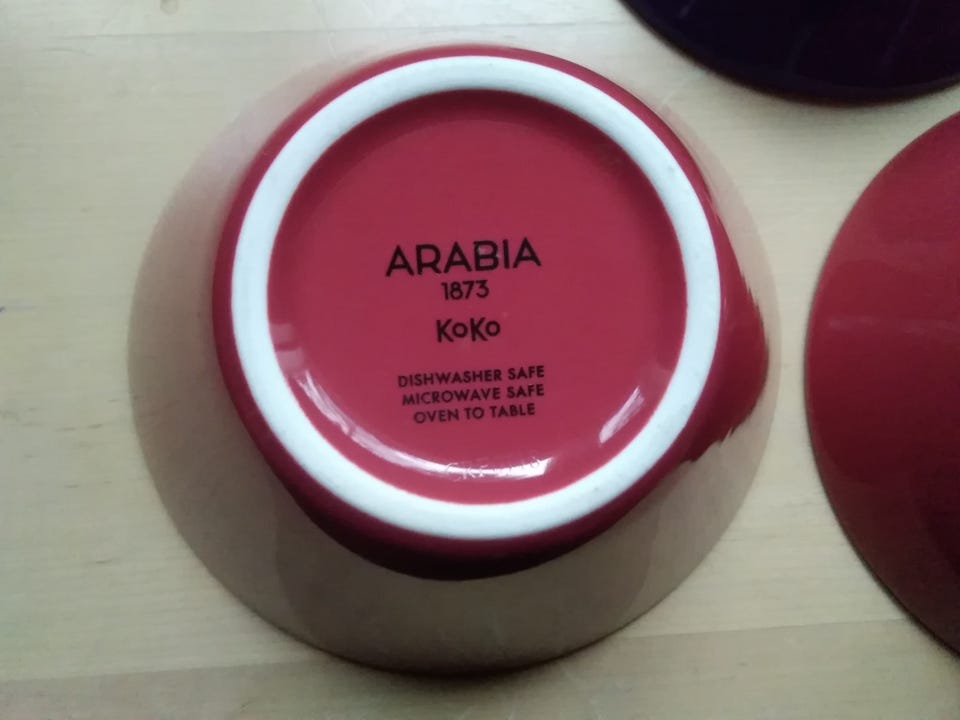 ARABIA
1873
KoKo
DISHWASHER SAFE
MICROWAVE SAFE
OVEN TO TABLE